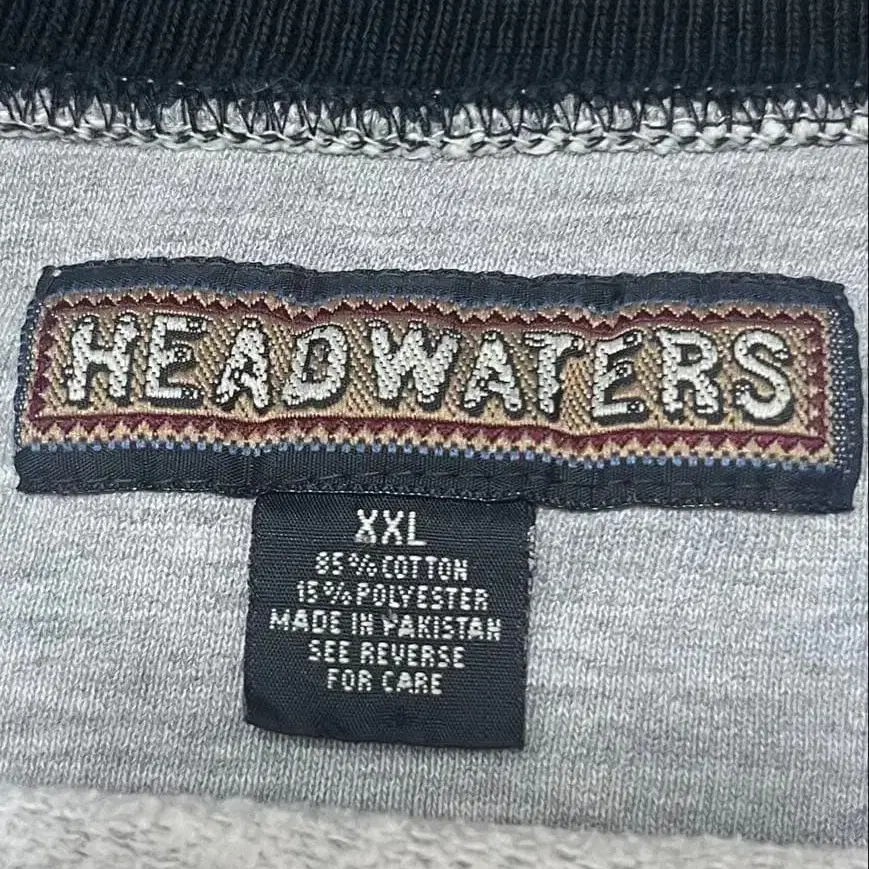 HEADWATERS
XXL
85% COTTON
15% POLYESTER
MADE IN PAKISTAN
SEE REVERSE
FOR CARE